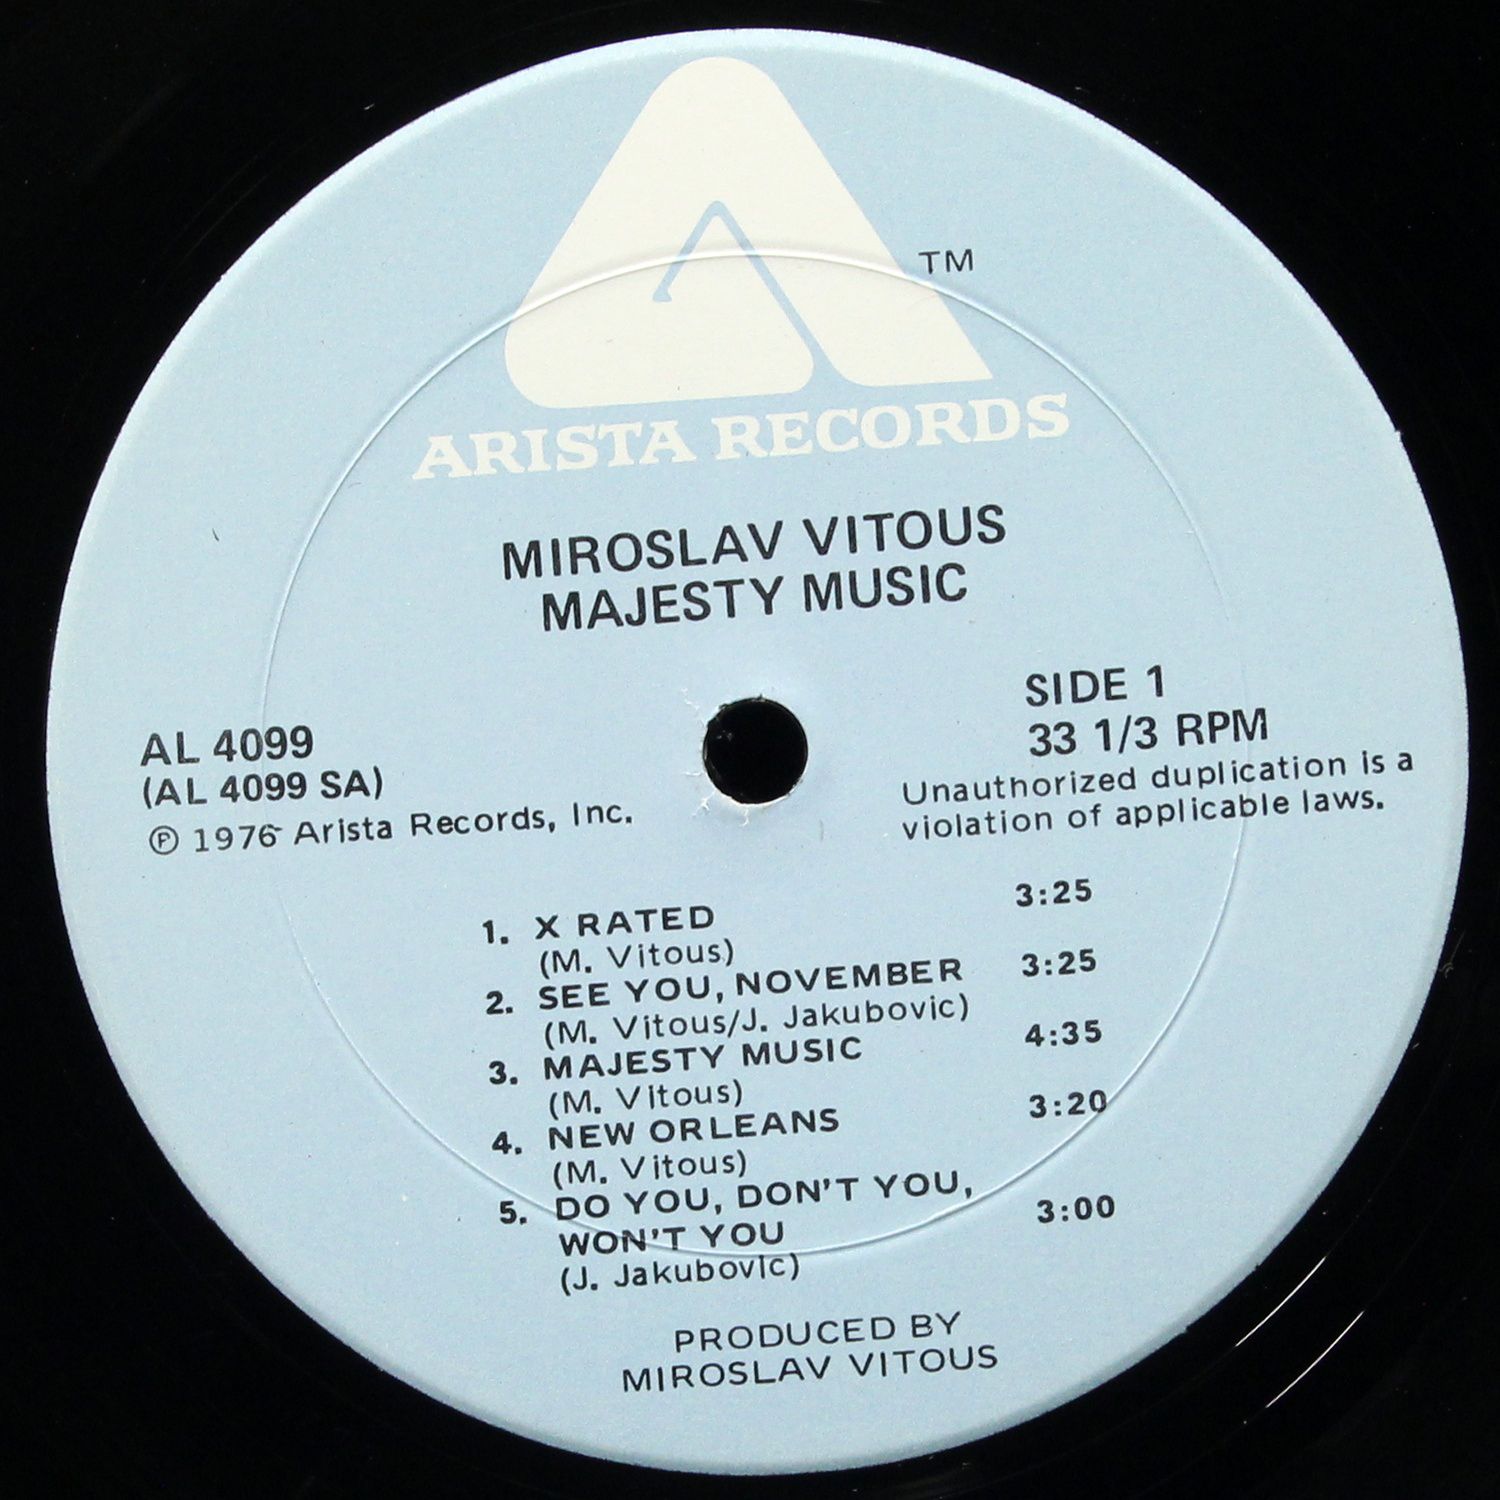 TM
ARISTA RECORDS
MIROSLAV VITOUS
MAJESTY MUSIC
SIDE 1
33 1/3 RPM
Unauthorized duplication is a
violation of applicable laws.
AL 4099
(AL 4099 SA)
℗ 1976 Arista Records, Inc.
1. X RATED 3:25
(M. Vitous)
2. SEE YOU, NOVEMBER 3:25
(M. Vitous/J. Jakubovic)
3. MAJESTY MUSIC 4:35
(M. Vitous)
4. NEW ORLEANS 3:20
(M. Vitous)
5. DO YOU, DON'T YOU,
WON'T YOU 3:00
(J. Jakubovic)
PRODUCED BY
MIROSLAV VITOUS